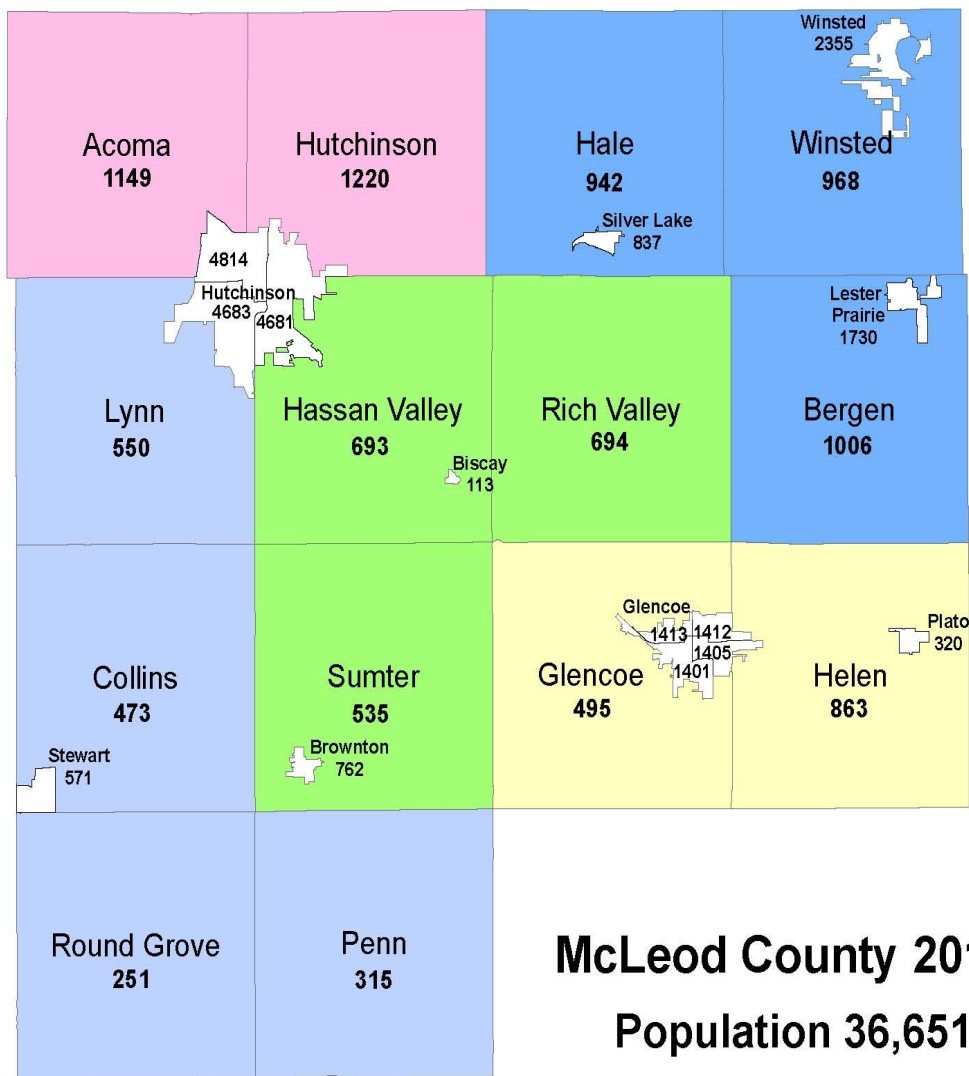 Winsted
2355
Acoma
1149
Hutchinson
1220
Hale
942
Winsted
968
Silver Lake
837
4814
Hutchinson
4683
4681
Lester
Prairie
1730
Lynn
550
Hassan Valley
693
Rich Valley
694
Bergen
1006
Biscay
113
Glencoe
1413
1412
1405
1401
Plato
320
Collins
473
Sumter
535
Glencoe
495
Helen
863
Stewart
571
Brownton
762
Round Grove
251
Penn
315
McLeod County
Population 36,651